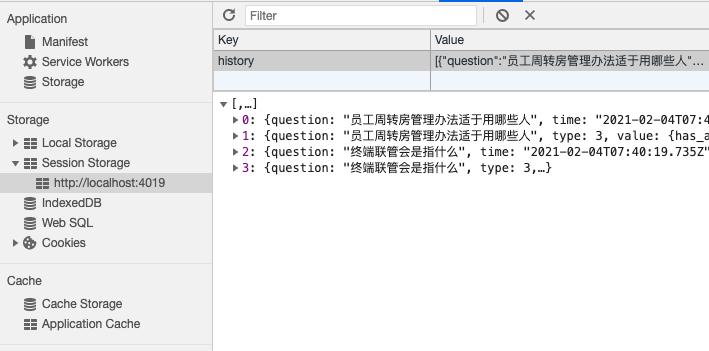 Application
Manifest
Service Workers
Storage
Storage
Local Storage
Session Storage
http://localhost:4019
IndexedDB
Web SQL
Cookies
Cache
Cache Storage
Application Cache
Filter
Key Value
history [{"question":"员工周转房管理办法适于用哪些人"…
[,…]
0: {question: "员工周转房管理办法适于用哪些人", time: "2021-02-04T07:4
1: {question: "员工周转房管理办法适于用哪些人", type: 3, value: {has_a
2: {question: "终端联管会是指什么", time: "2021-02-04T07:40:19.735Z"
3: {question: "终端联管会是指什么", type: 3,…}